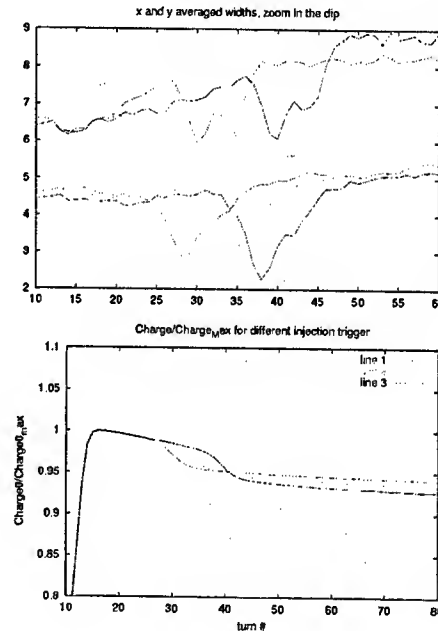 x and y averaged widths, zoom in the dip
9
8
7
6
5
4
3
2
10 15 20 25 30 35 40 45 50 55 60
Charge/Charge_Max for different injection trigger
line 1
line 3
1.1
1.05
1
0.95
0.9
0.85
0.8
Charge0/Charge0_max
10 20 30 40 50 60 70 80
turn #